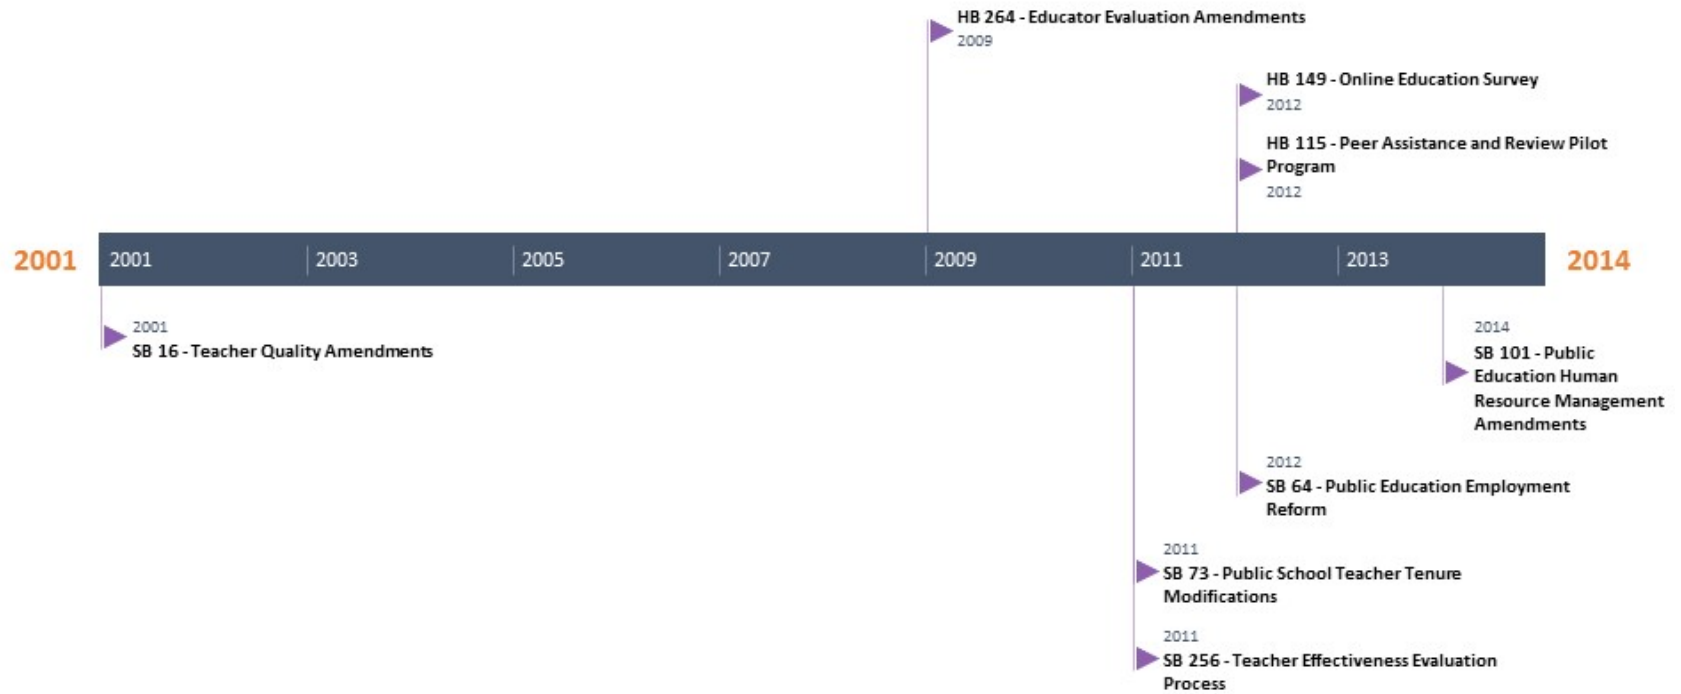 HB 264 - Educator Evaluation Amendments
2009
HB 149 - Online Education Survey
2012
HB 115 - Peer Assistance and Review Pilot
Program
2012
2001
2001
2003
2005
2007
2009
2011
2013
2014
2001
SB 16 - Teacher Quality Amendments
2014
SB 101 - Public
Education Human
Resource Management
Amendments
2012
SB 64 - Public Education Employment
Reform
2011
SB 73 - Public School Teacher Tenure
Modifications
2011
SB 256 - Teacher Effectiveness Evaluation
Process